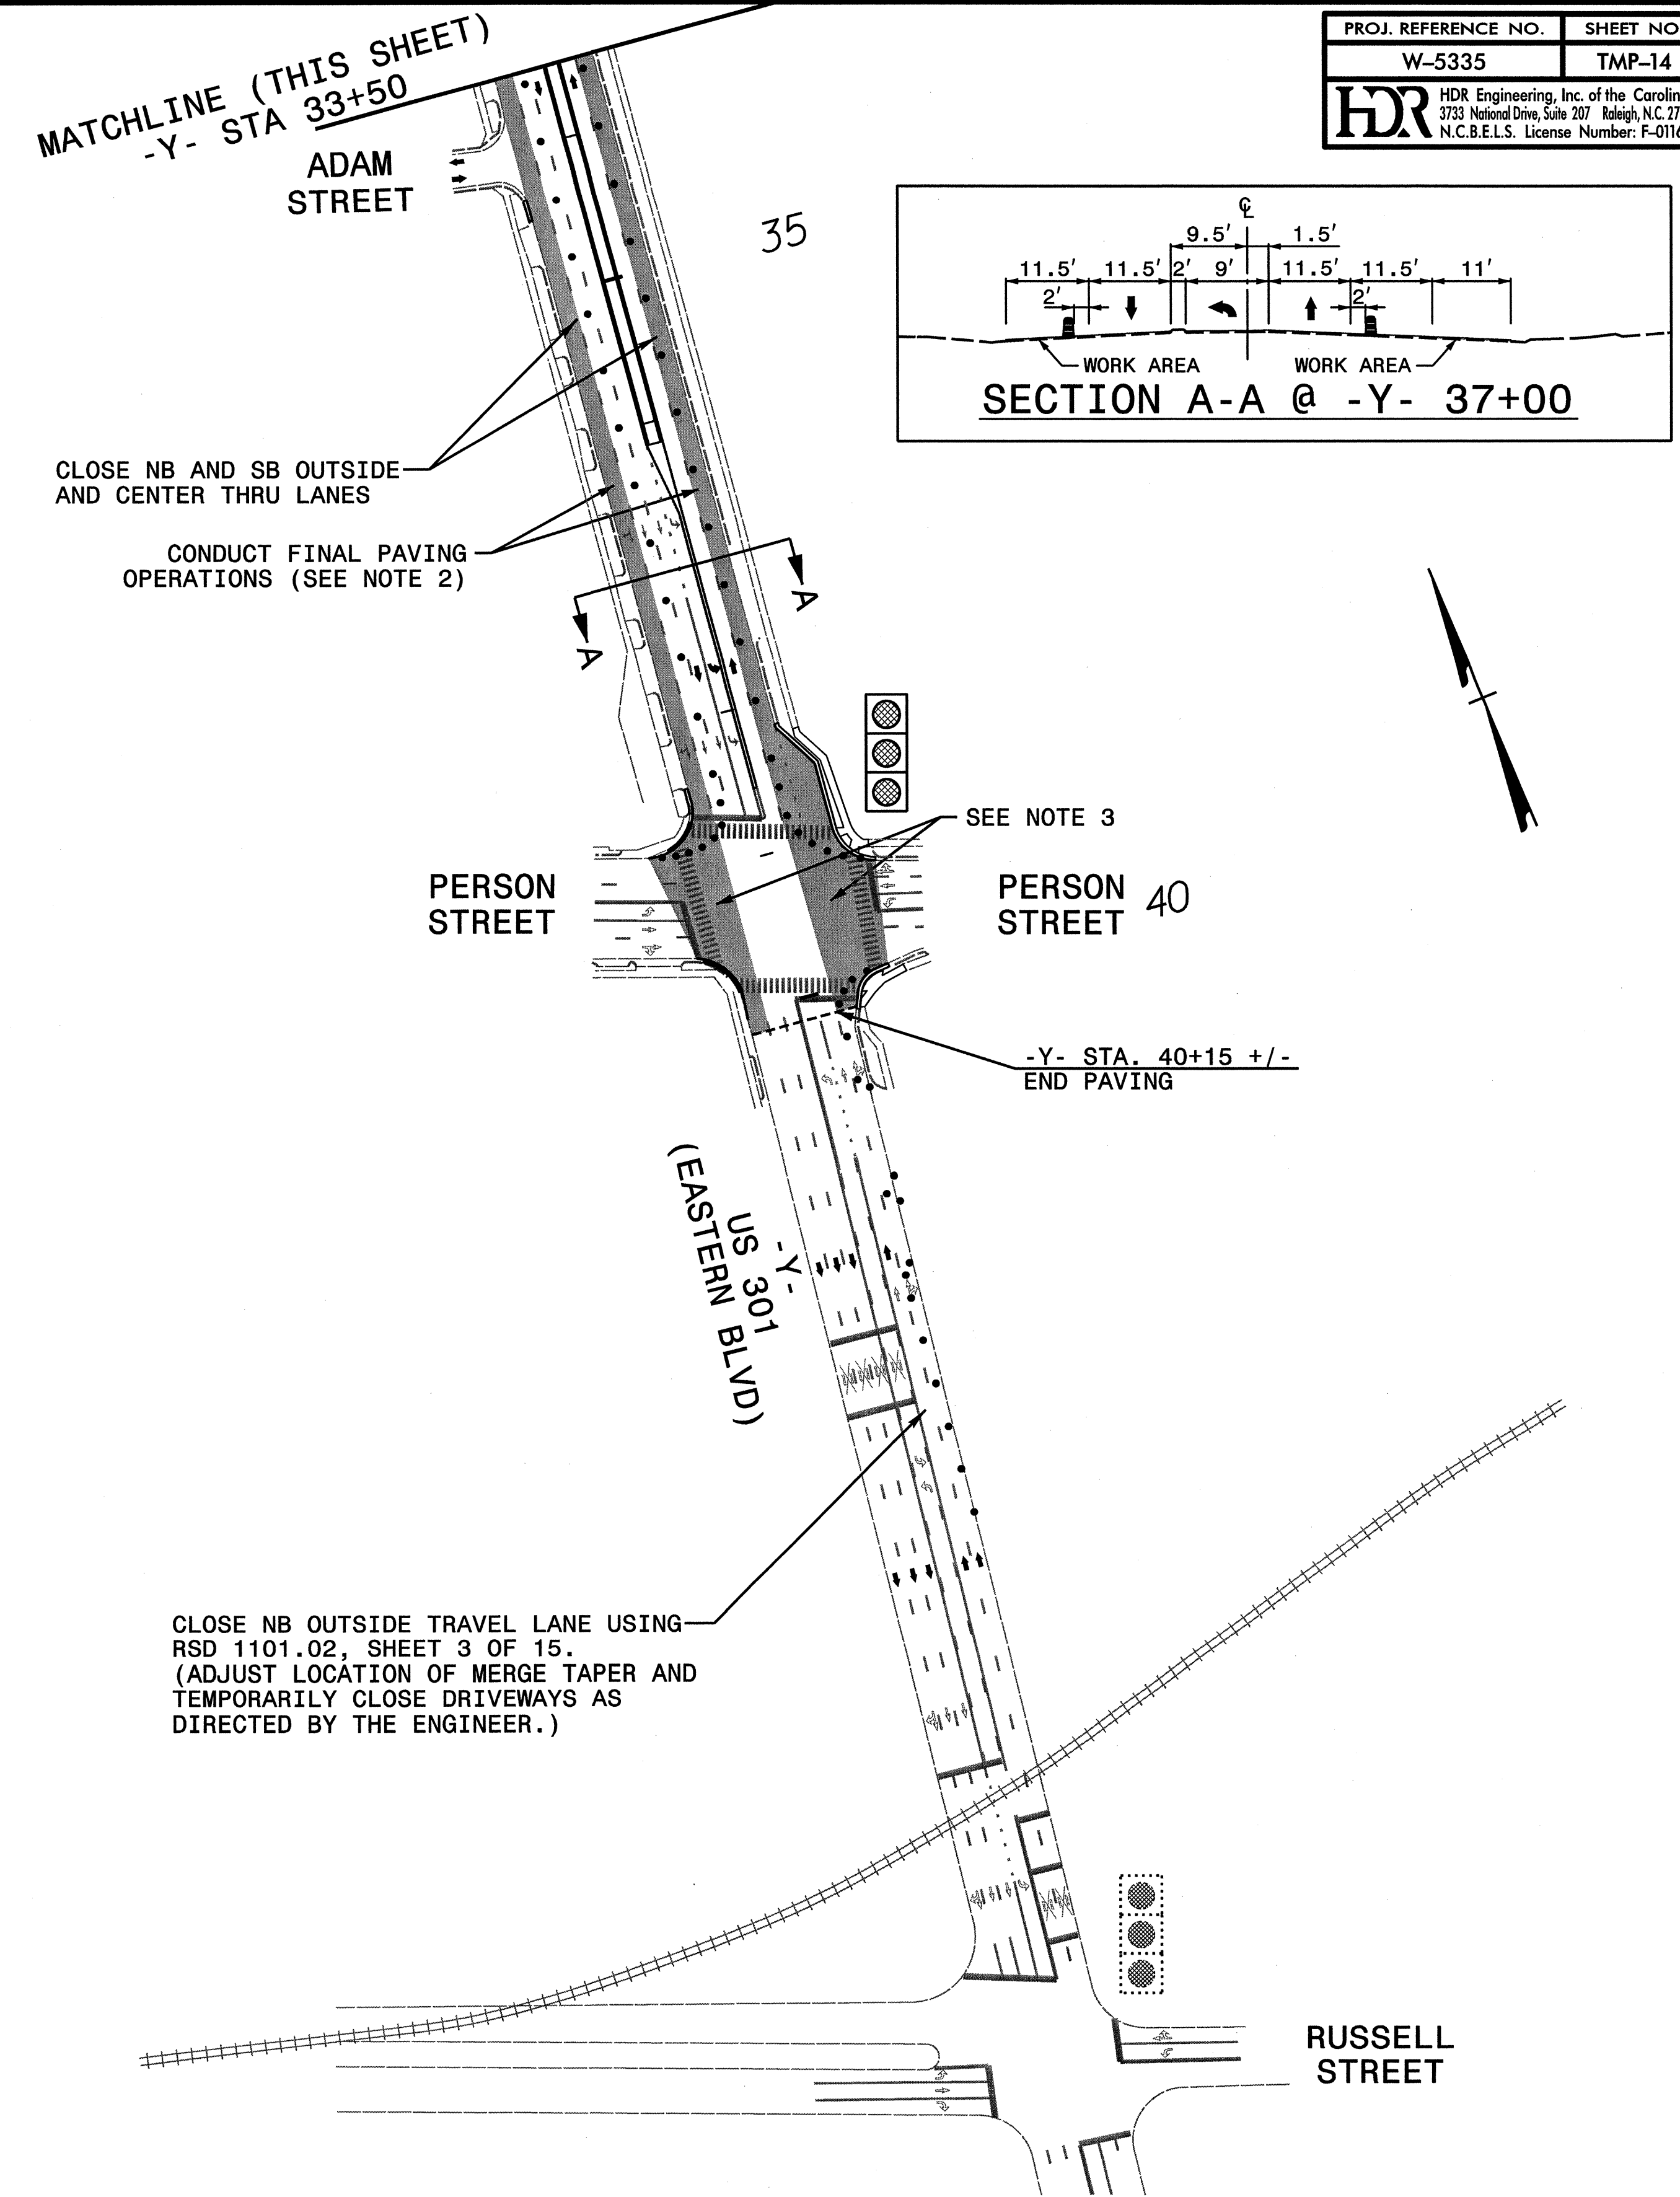 PROJ. REFERENCE NO.
SHEET NO
W-5335
TMP-14
HDR
HDR Engineering, Inc. of the Carolin
3733 National Drive, Suite 207 Raleigh, N.C. 27
N.C.B.E.L.S. License Number: F-0116
MATCHLINE (THIS SHEET)
-Y- STA 33+50
ADAM
STREET
35
℄
9.5' 1.5'
11.5' 11.5' 2' 9' 11.5' 11.5' 11'
2' 2'
WORK AREA
WORK AREA
SECTION A-A @ -Y- 37+00
CLOSE NB AND SB OUTSIDE
AND CENTER THRU LANES
CONDUCT FINAL PAVING
OPERATIONS (SEE NOTE 2)
A
A
SEE NOTE 3
PERSON
STREET
PERSON
STREET
40
-Y- STA. 40+15 +/-
END PAVING
-Y-
US 301
(EASTERN BLVD)
CLOSE NB OUTSIDE TRAVEL LANE USING
RSD 1101.02, SHEET 3 OF 15.
(ADJUST LOCATION OF MERGE TAPER AND
TEMPORARILY CLOSE DRIVEWAYS AS
DIRECTED BY THE ENGINEER.)
RUSSELL
STREET